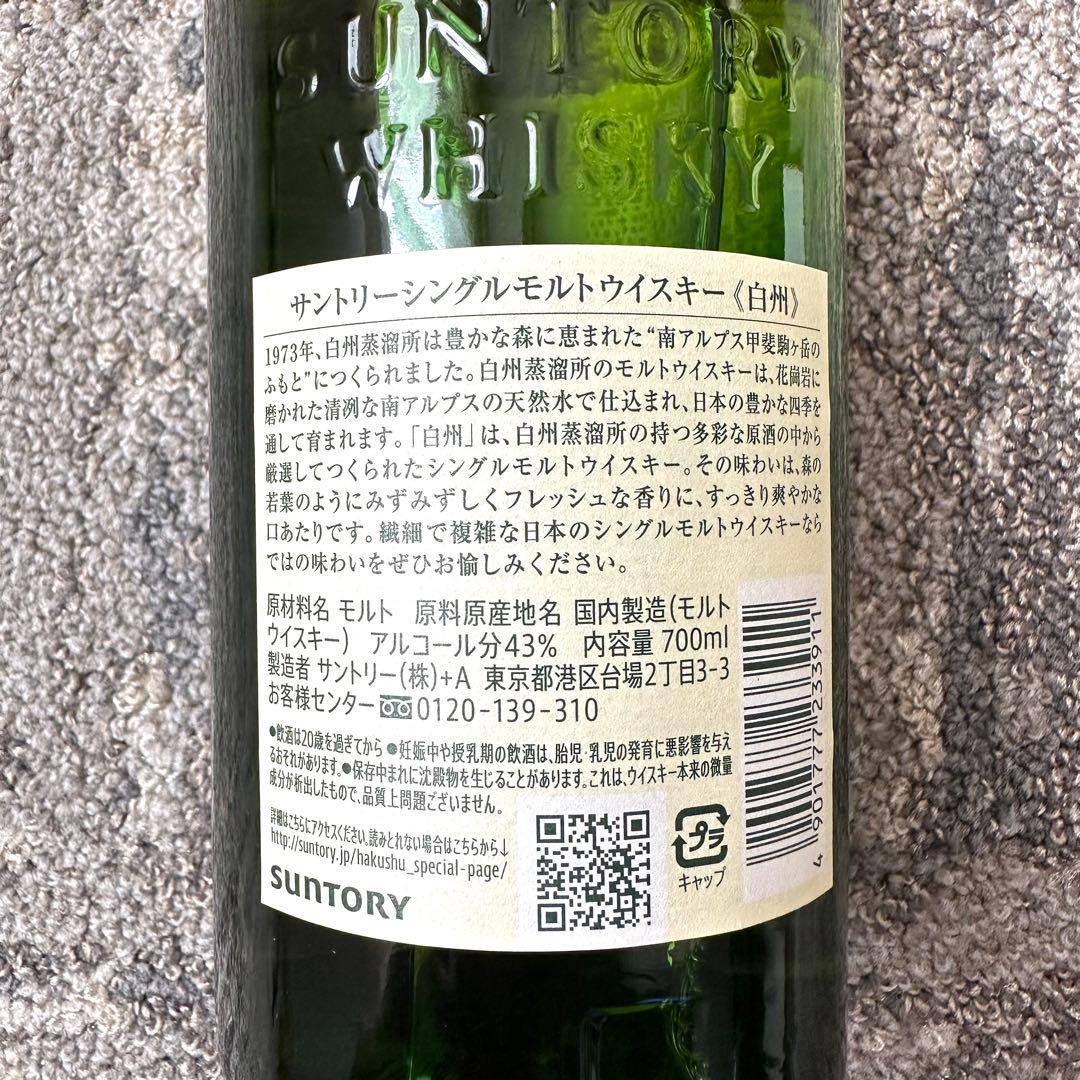 SUNTORY
WHISKY
サントリーシングルモルトウイスキー《白州》
1973年、白州蒸溜所は豊かな森に恵まれた“南アルプス甲斐駒ヶ岳の
ふもと”につくられました。白州蒸溜所のモルトウイスキーは、花崗岩に
磨かれた清冽な南アルプスの天然水で仕込まれ、日本の豊かな四季を
通して育まれます。「白州」は、白州蒸溜所の持つ多彩な原酒の中から
厳選してつくられたシングルモルトウイスキー。その味わいは、森の
若葉のようにみずみずしくフレッシュな香りに、すっきり爽やかな
口あたりです。繊細で複雑な日本のシングルモルトウイスキーなら
ではの味わいをぜひお愉しみください。
原材料名 モルト 原料原産地名 国内製造(モルト
ウイスキー) アルコール分43% 内容量 700ml
製造者 サントリー(株)+A 東京都港区台場2丁目3-3
お客様センター 0120-139-310
●飲酒は20歳を過ぎてから ●妊娠中や授乳期の飲酒は、胎児・乳児の発育に悪影響を与え
るおそれがあります。●保存中まれに沈殿物を生じることがあります。これは、ウイスキー本来の微量
成分が析出したもので、品質上問題ございません。
詳細はこちらにアクセスください。読みとれない場合はこちらから↓
http://suntory.jp/hakushu_special-page/
SUNTORY
プラ
キャップ
4 901777 233911